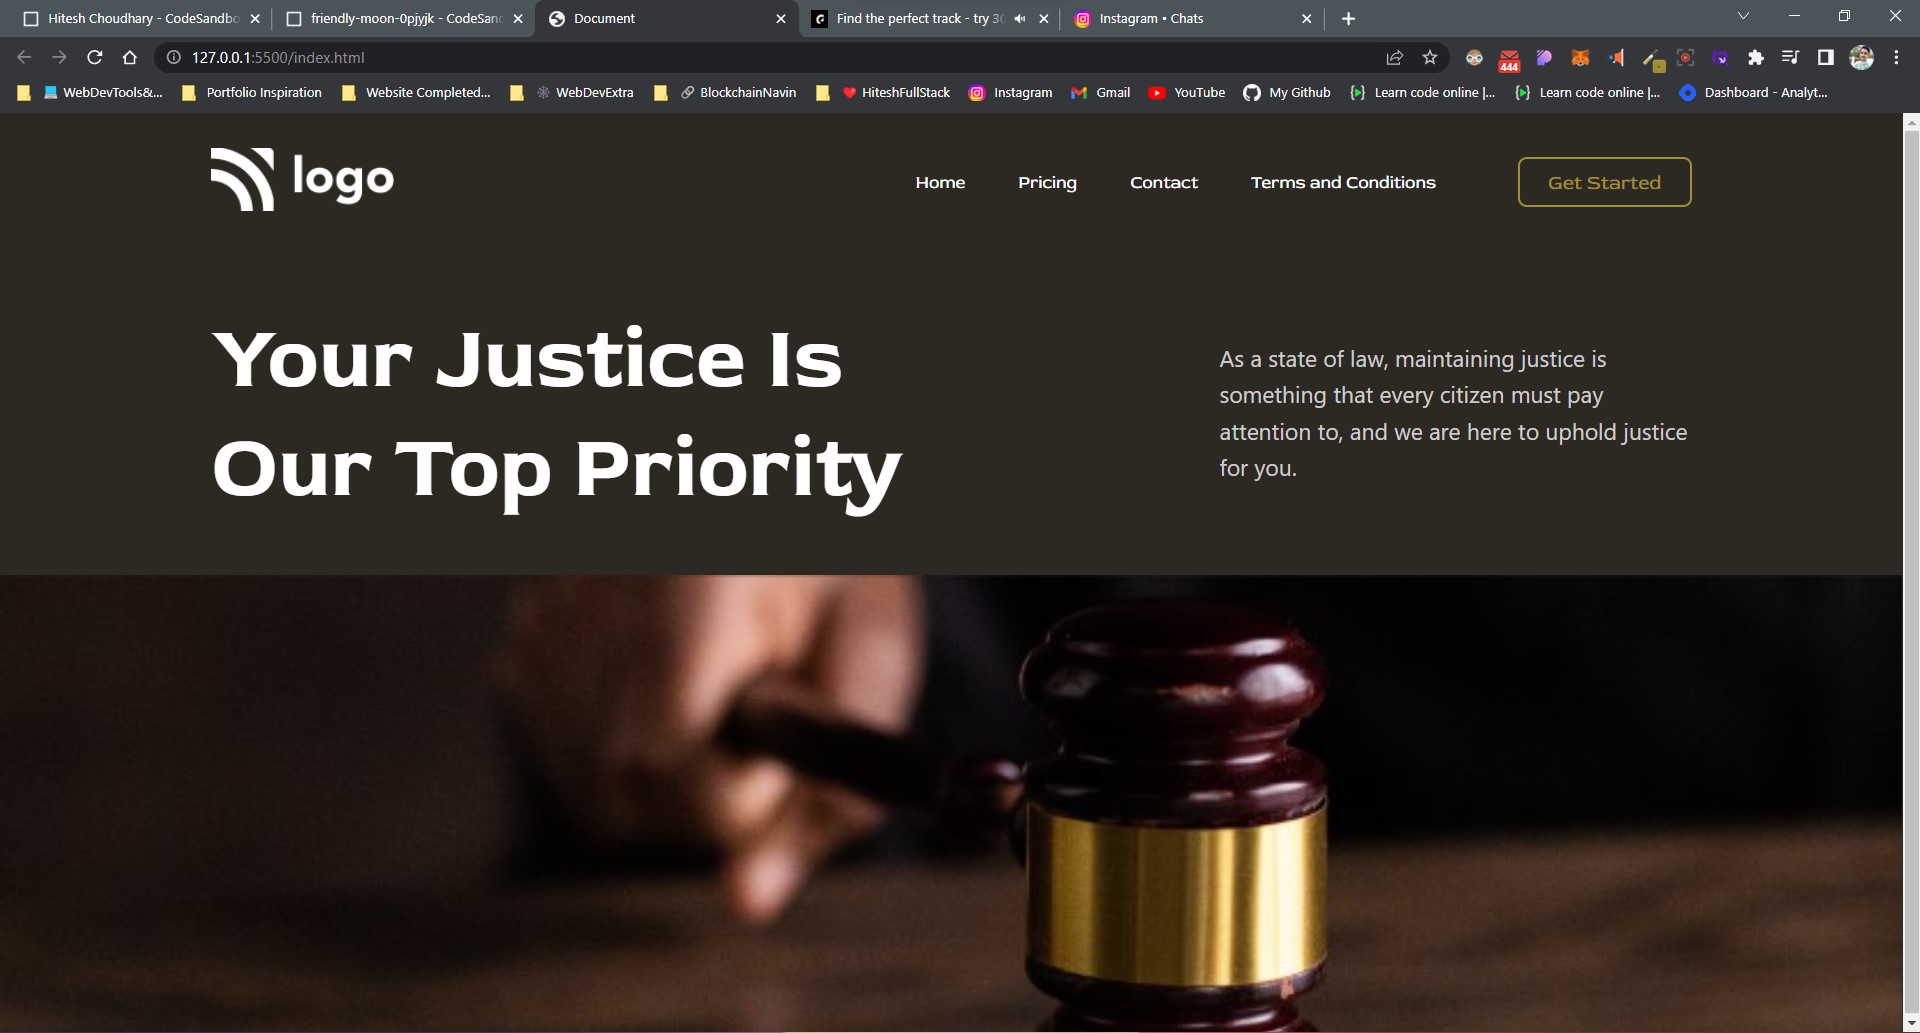 Hitesh Choudhary - CodeSandbo
friendly-moon-0pjyjk - CodeSand
Document
Find the perfect track - try 30
Instagram • Chats
127.0.0.1:5500/index.html
444
WebDevTools&...
Portfolio Inspiration
Website Completed...
WebDevExtra
BlockchainNavin
HiteshFullStack
Instagram
Gmail
YouTube
My Github
Learn code online |...
Learn code online |...
Dashboard - Analyt...
logo
Home
Pricing
Contact
Terms and Conditions
Get Started
Your Justice Is
Our Top Priority
As a state of law, maintaining justice is
something that every citizen must pay
attention to, and we are here to uphold justice
for you.